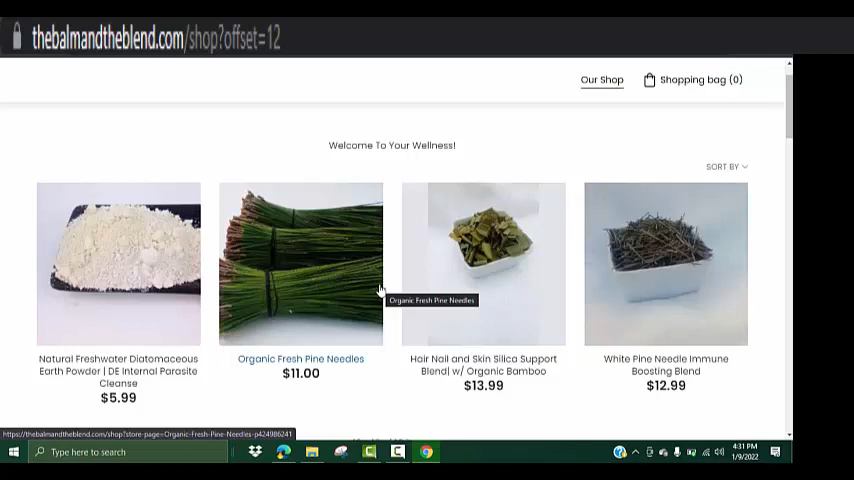 thebalmandtheblend.com/shop?offset=12
Our Shop
Shopping bag (0)
Welcome To Your Wellness!
SORT BY
Organic Fresh Pine Needles
Natural Freshwater Diatomaceous
Earth Powder | DE Internal Parasite
Cleanse
$5.99
Organic Fresh Pine Needles
$11.00
Hair Nail and Skin Silica Support
Blend| w/ Organic Bamboo
$13.99
White Pine Needle Immune
Boosting Blend
$12.99
https://thebalmandtheblend.com/shop?store-page=Organic-Fresh-Pine-Needles-p424986241
Type here to search
4:31 PM
1/9/2022